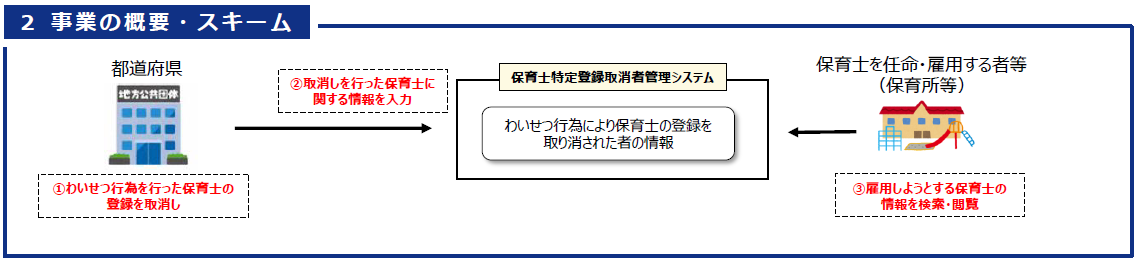 2 事業の概要・スキーム
都道府県
地方公共団体
①わいせつ行為を行った保育士の
登録を取消し
②取消しを行った保育士に
関する情報を入力
保育士特定登録取消者管理システム
わいせつ行為により保育士の登録を
取り消された者の情報
保育士を任命・雇用する者等
（保育所等）
③雇用しようとする保育士の
情報を検索・閲覧